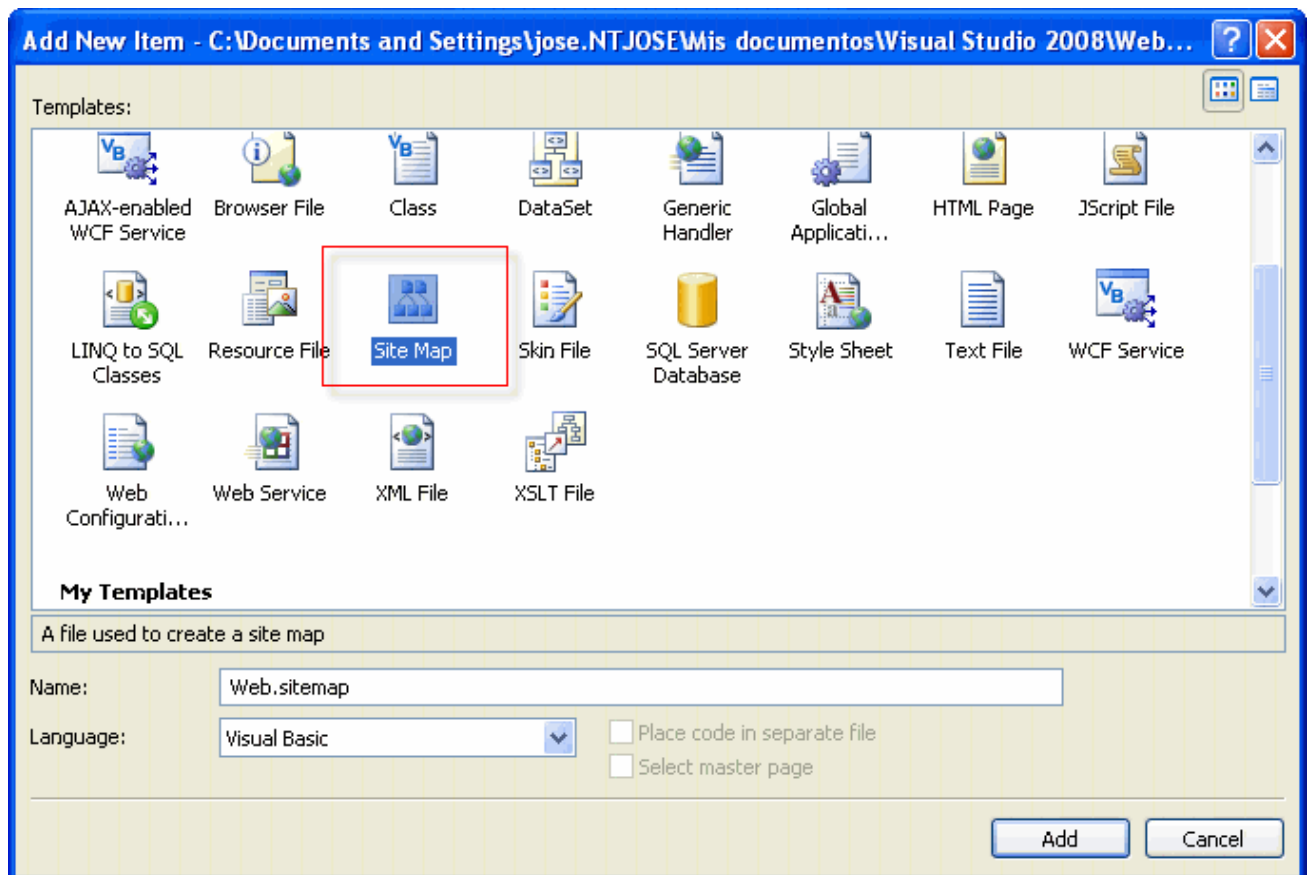 Add New Item - C:\Documents and Settings\jose.NTJOSE\Mis documentos\Visual Studio 2008\Web...
Templates:
AJAX-enabled
WCF Service
Browser File
Class
DataSet
Generic
Handler
Global
Applicati...
HTML Page
JScript File
LINQ to SQL
Classes
Resource File
Site Map
Skin File
SQL Server
Database
Style Sheet
Text File
WCF Service
Web
Configurati...
Web Service
XML File
XSLT File
My Templates
A file used to create a site map
Name:
Web.sitemap
Language:
Visual Basic
Place code in separate file
Select master page
Add
Cancel